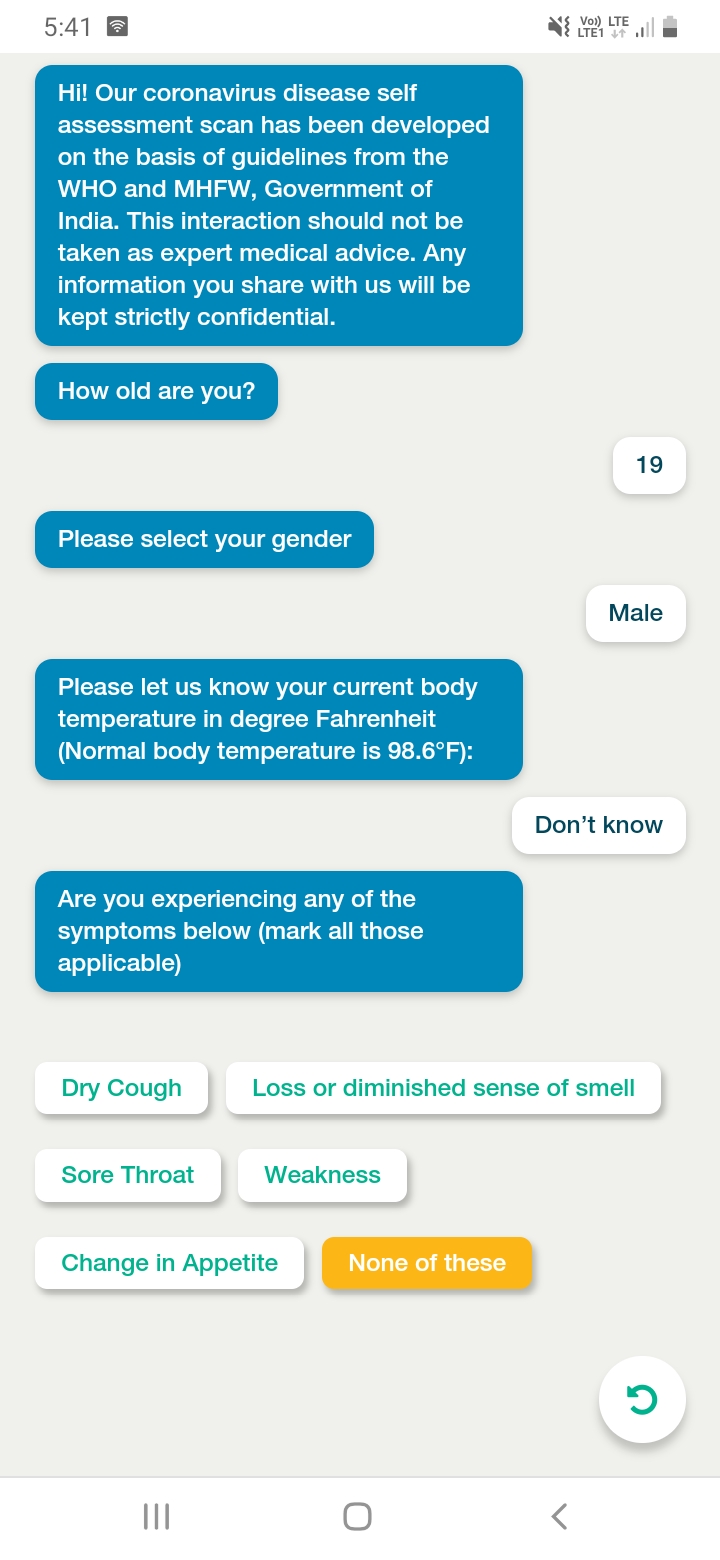 5:41
Vo)) LTE
LTE1
Hi! Our coronavirus disease self
assessment scan has been developed
on the basis of guidelines from the
WHO and MHFW, Government of
India. This interaction should not be
taken as expert medical advice. Any
information you share with us will be
kept strictly confidential.
How old are you?
19
Please select your gender
Male
Please let us know your current body
temperature in degree Fahrenheit
(Normal body temperature is 98.6°F):
Don’t know
Are you experiencing any of the
symptoms below (mark all those
applicable)
Dry Cough
Loss or diminished sense of smell
Sore Throat
Weakness
Change in Appetite
None of these